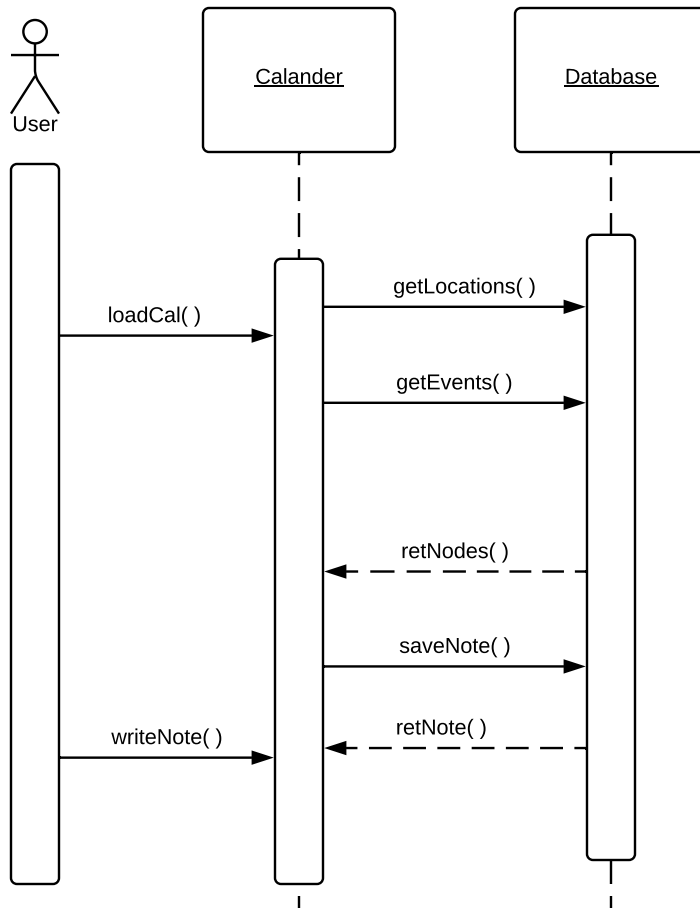 Calander
Database
User
getLocations( )
loadCal( )
getEvents( )
retNodes( )
saveNote( )
retNote( )
writeNote( )